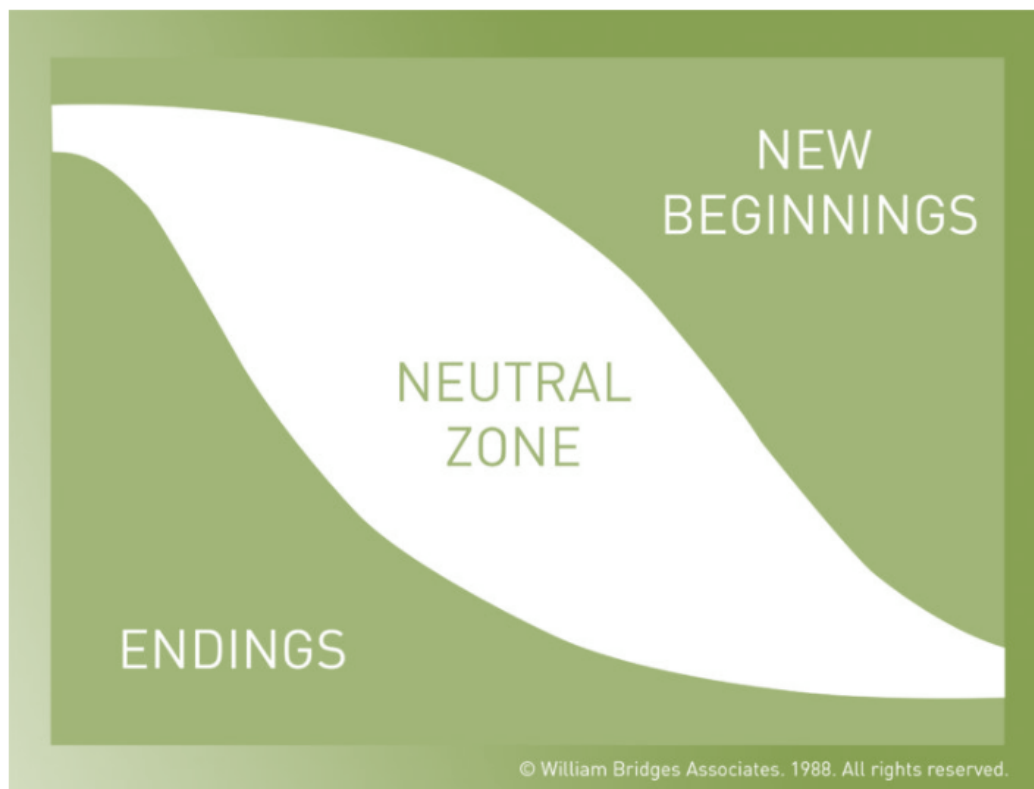 NEW
BEGINNINGS
NEUTRAL
ZONE
ENDINGS
© William Bridges Associates. 1988. All rights reserved.